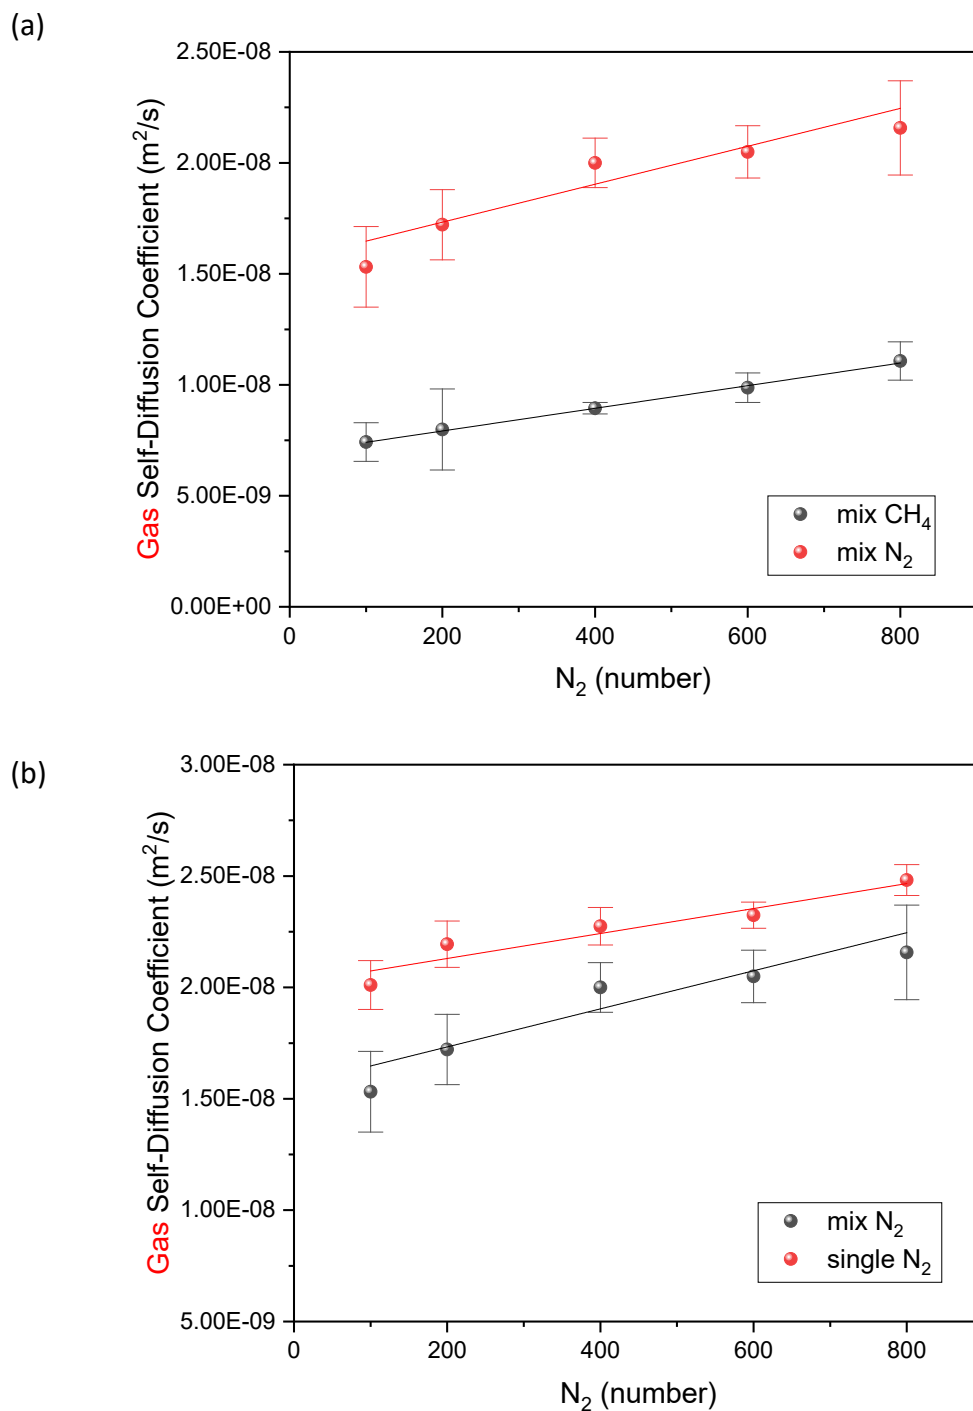 (a)
Gas Self-Diffusion Coefficient (m²/s)
2.50E-08
2.00E-08
1.50E-08
1.00E-08
5.00E-09
0.00E+00
mix CH₄
mix N₂
0 200 400 600 800
N₂ (number)
(b)
Gas Self-Diffusion Coefficient (m²/s)
3.00E-08
2.50E-08
2.00E-08
1.50E-08
1.00E-08
5.00E-09
mix N₂
single N₂
0 200 400 600 800
N₂ (number)